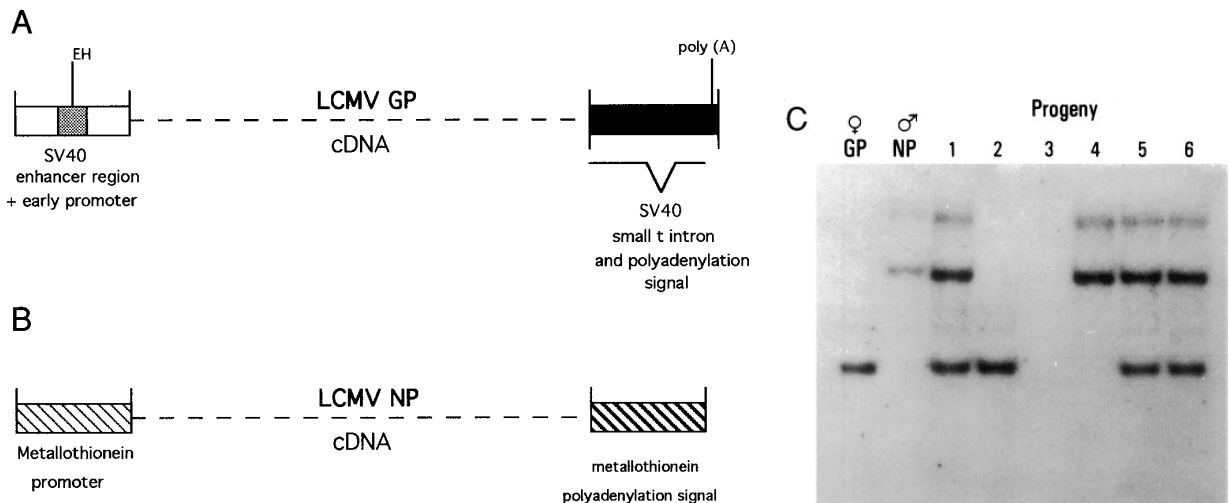 A
EH
poly (A)
LCMV GP
cDNA
SV40
enhancer region
+ early promoter
SV40
small t intron
and polyadenylation
signal
B
LCMV NP
cDNA
Metallothionein
promoter
metallothionein
polyadenylation signal
C
♀ ♂ Progeny
GP NP 1 2 3 4 5 6